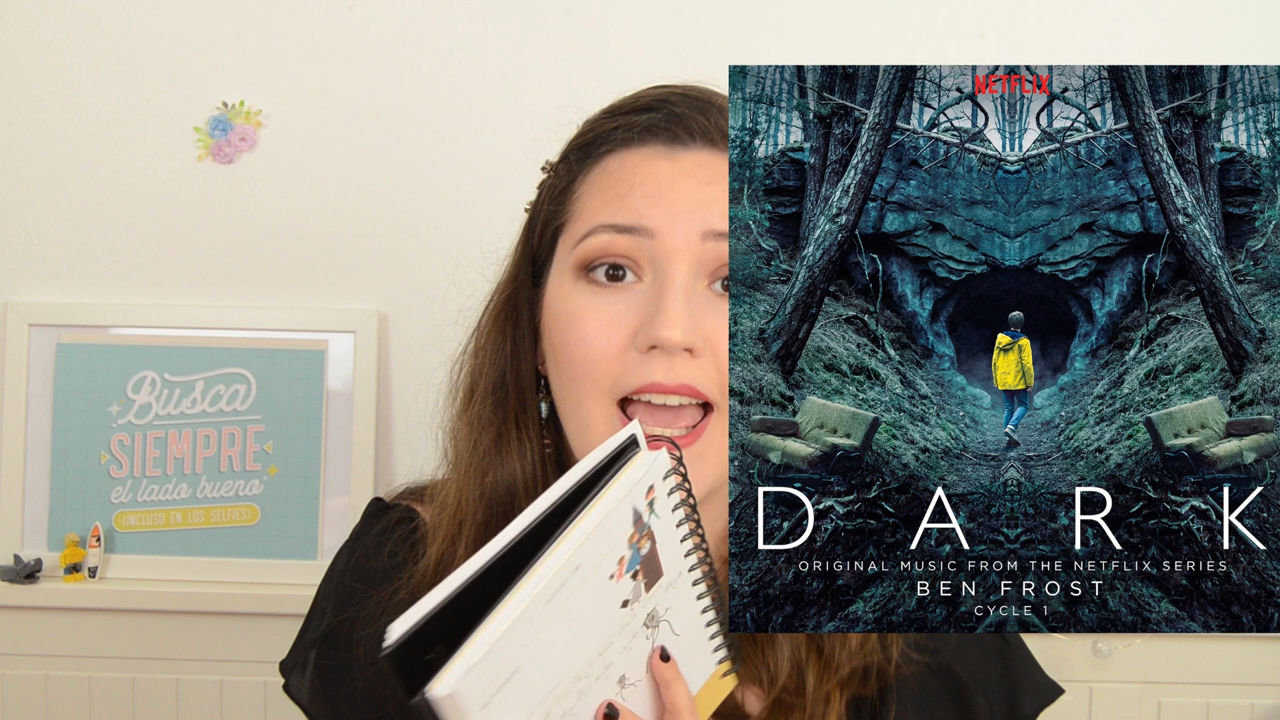 Busca
SIEMPRE
el lado bueno
(INCLUSO EN LOS SELFIES)
NETFLIX
DARK
ORIGINAL MUSIC FROM THE NETFLIX SERIES
BEN FROST
CYCLE 1